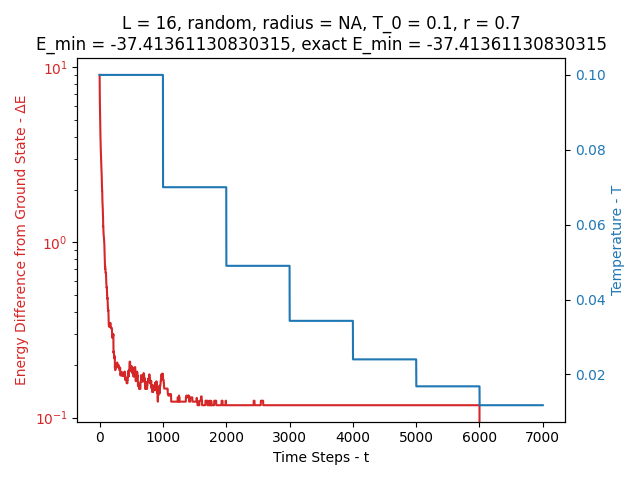 L = 16, random, radius = NA, T_0 = 0.1, r = 0.7
E_min = -37.41361130830315, exact E_min = -37.41361130830315
Energy Difference from Ground State - ΔE
10¹
10⁰
10⁻¹
0.10
0.08
0.06
0.04
0.02
Temperature - T
0 1000 2000 3000 4000 5000 6000 7000
Time Steps - t